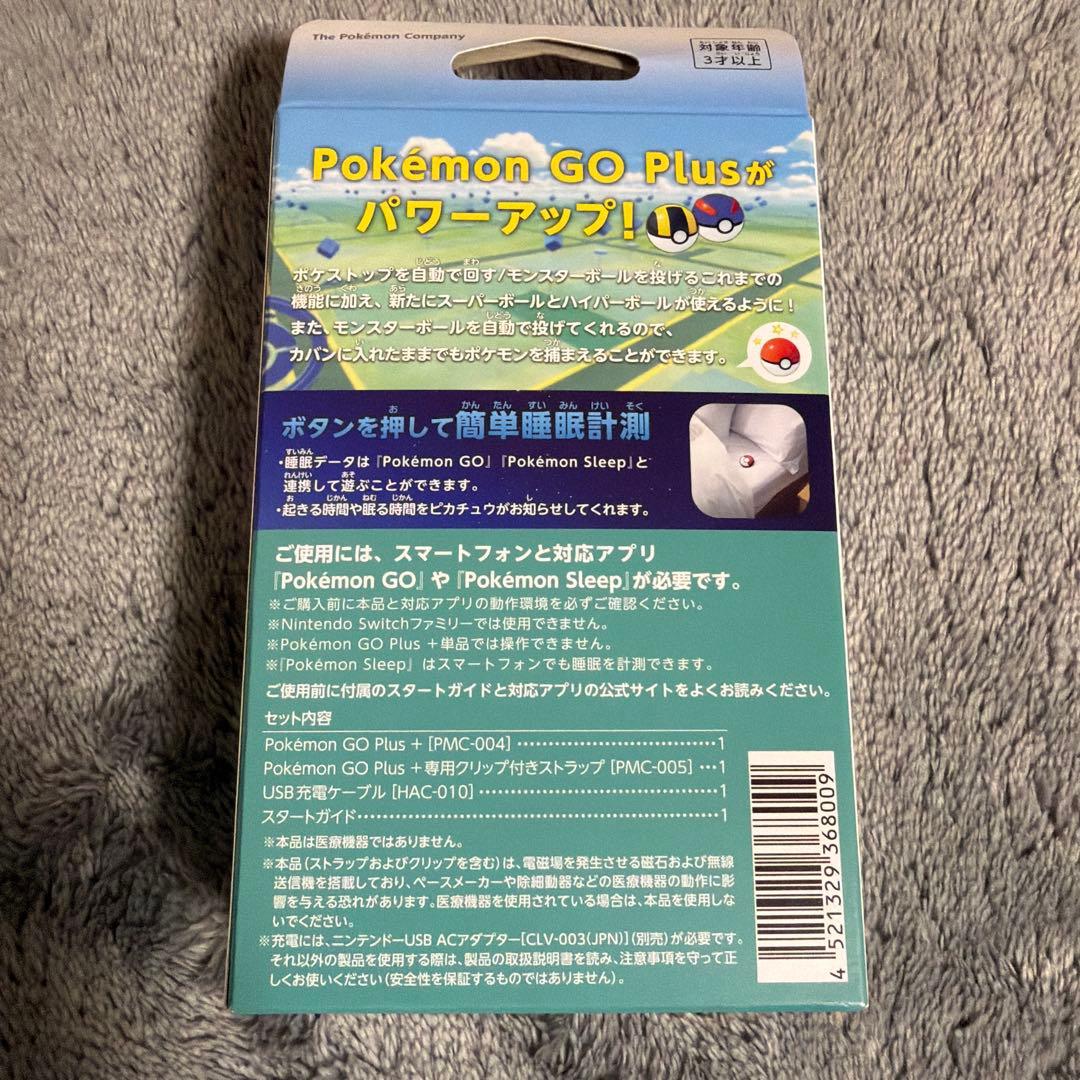 The Pokémon Company
対象年齢
3才以上
Pokémon GO Plusが
パワーアップ!
ポケストップを自動で回す/モンスターボールを投げるこれまでの
機能に加え、新たにスーパーボールとハイパーボールが使えるように!
また、モンスターボールを自動で投げてくれるので、
カバンに入れたままでもポケモンを捕まえることができます。
ボタンを押して簡単睡眠計測
・睡眠データは『Pokémon GO』『Pokémon Sleep』と
連携して遊ぶことができます。
・起きる時間や眠る時間をピカチュウがお知らせしてくれます。
ご使用には、スマートフォンと対応アプリ
『Pokémon GO』や『Pokémon Sleep』が必要です。
※ご購入前に本品と対応アプリの動作環境を必ずご確認ください。
※Nintendo Switchファミリーでは使用できません。
※Pokémon GO Plus +単品では操作できません。
※『Pokémon Sleep』はスマートフォンでも睡眠を計測できます。
ご使用前に付属のスタートガイドと対応アプリの公式サイトをよくお読みください。
セット内容
Pokémon GO Plus + [PMC-004] ……………………………1
Pokémon GO Plus +専用クリップ付きストラップ [PMC-005] …1
USB充電ケーブル [HAC-010] ………………………………1
スタートガイド…………………………………………………1
※本品は医療機器ではありません。
※本品(ストラップおよびクリップを含む)は、電磁場を発生させる磁石および無線
送信機を搭載しており、ペースメーカーや除細動器などの医療機器の動作に影
響を与える恐れがあります。医療機器を使用されている場合は、本品を使用しな
いでください。
※充電には、ニンテンドーUSB ACアダプター[CLV-003(JPN)](別売)が必要です。
それ以外の製品を使用する際は、製品の取扱説明書を読み、注意事項を守って正
しくお使いください(安全性を保証するものではありません)。
4 521329 368009